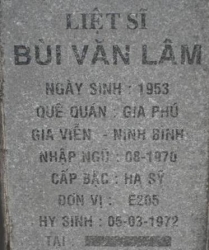 LIỆT SĨ
BÙI VĂN LÂM
NGÀY SINH : 1953
QUÊ QUÁN : GIA PHÚ
GIA VIỄN - NINH BÌNH
NHẬP NGŨ : 08-1970
CẤP BẬC : HẠ SỸ
ĐƠN VỊ : E205
HY SINH : 05-03-1972
TẠI :